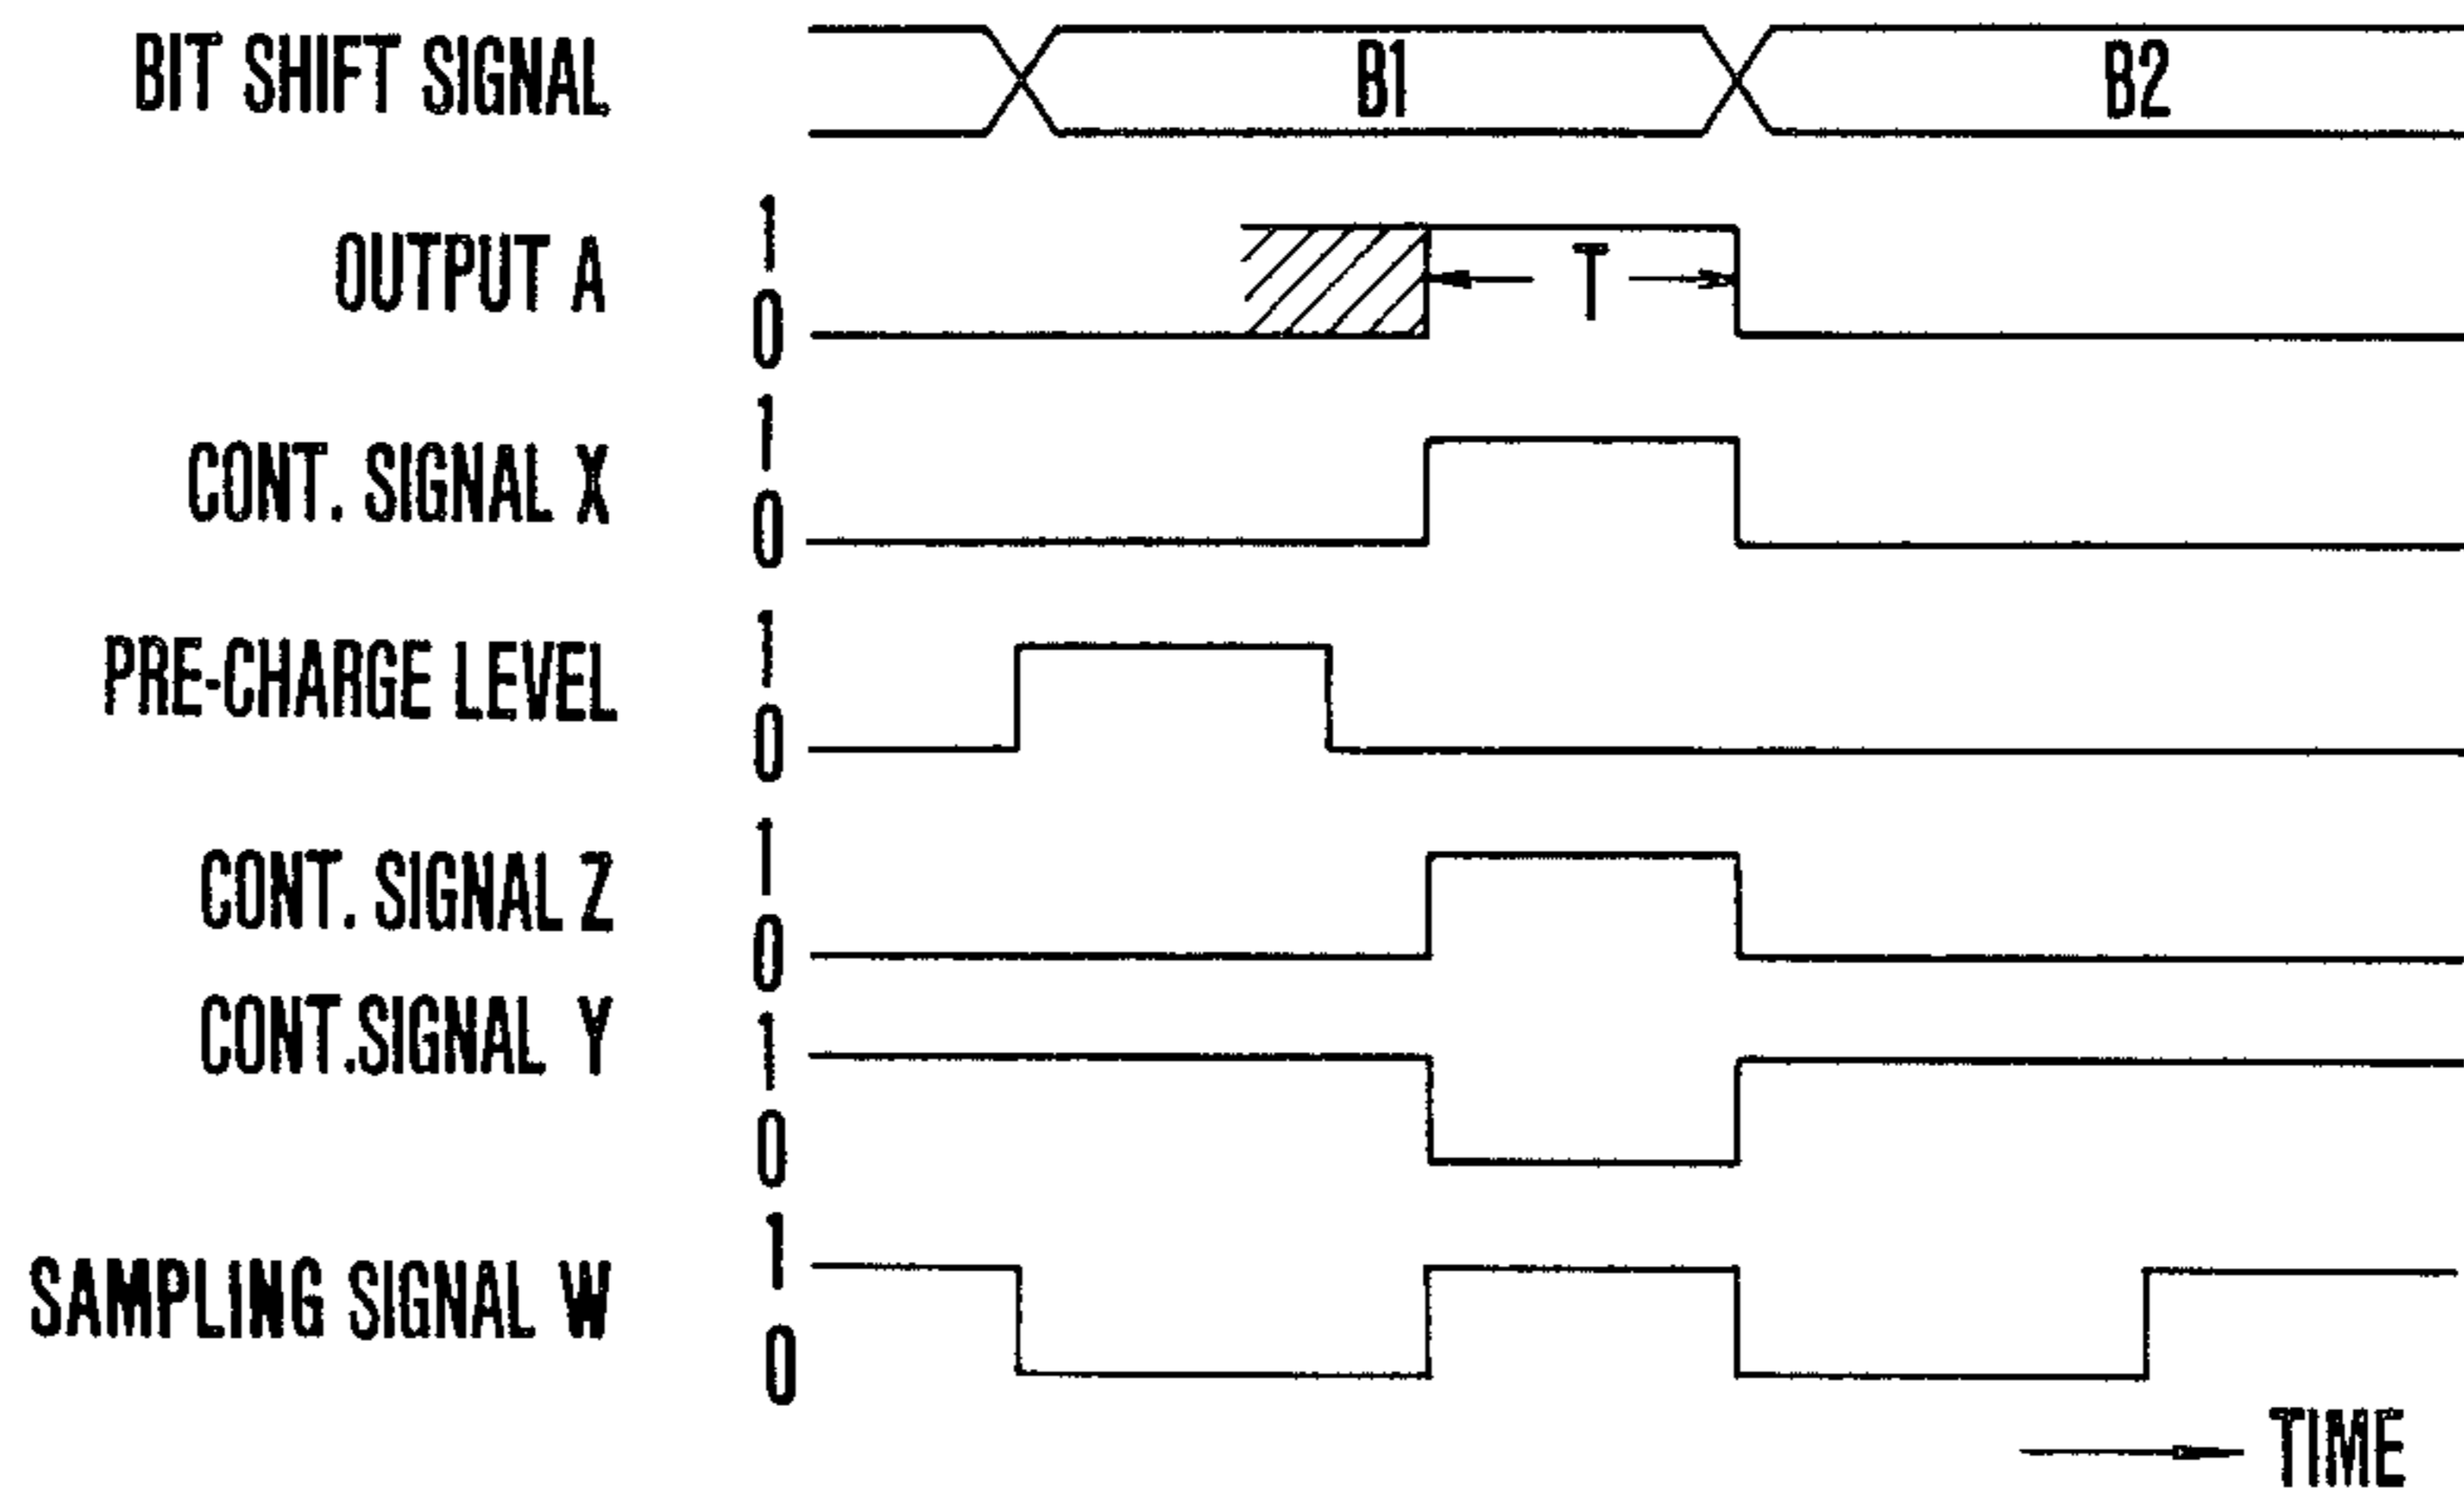 BIT SHIFT SIGNAL B1 B2
1
OUTPUT A T
0
1
CONT. SIGNAL X
0
1
PRE-CHARGE LEVEL
0
1
CONT. SIGNAL Z
0
CONT.SIGNAL Y 1
0
1
SAMPLING SIGNAL W
0
TIME